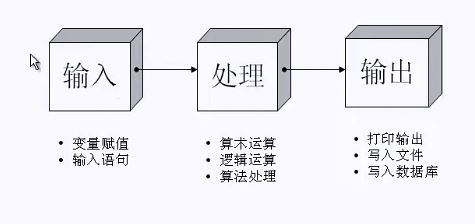 输入
处理
输出
• 变量赋值
• 输入语句
• 算术运算
• 逻辑运算
• 算法处理
• 打印输出
• 写入文件
• 写入数据库